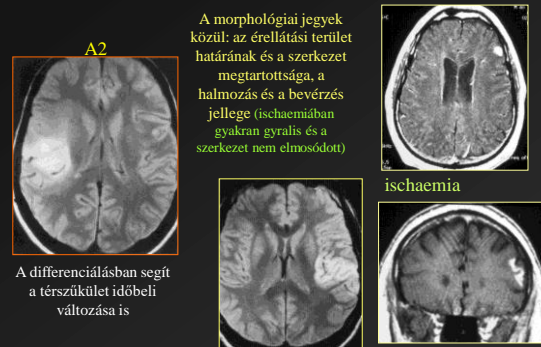 A2
A morphológiai jegyek
közül: az érellátási terület
határának és a szerkezet
megtartottsága, a
halmozás és a bevérzés
jellege (ischaemiában
gyakran gyralis és a
szerkezet nem elmosódott)
ischaemia
A differenciálásban segít
a térszűkület időbeli
változása is